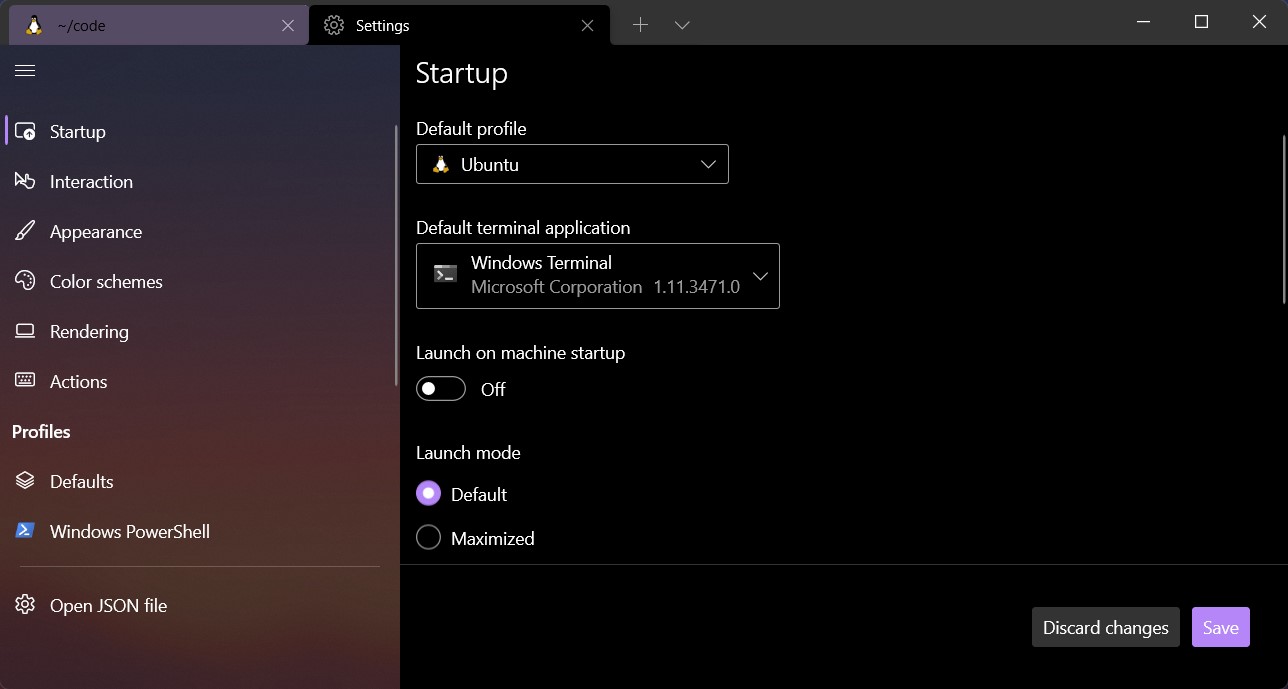 ~/code
Settings
Startup
Interaction
Appearance
Color schemes
Rendering
Actions
Profiles
Defaults
Windows PowerShell
Open JSON file
Startup
Default profile
Ubuntu
Default terminal application
Windows Terminal
Microsoft Corporation 1.11.3471.0
Launch on machine startup
Off
Launch mode
Default
Maximized
Discard changes
Save